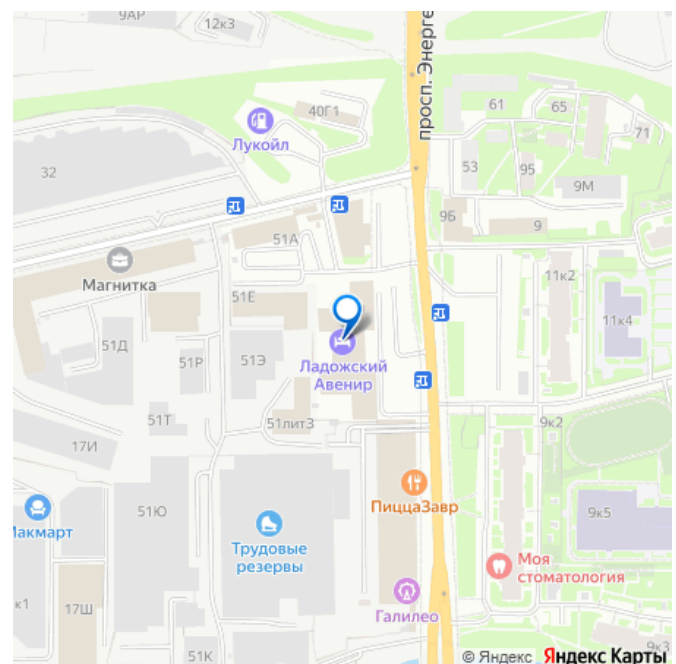 9АР
12к3
просп. Энерге
40Г1
Лукойл
61
65
71
53
95
9М
32
9Б
9
51А
Магнитка
11к2
51Е
11к4
51Д
51Р
51Э
Ладожский
Авенир
51Т
51лит3
9к2
17И
ПиццаЗавр
51Ю
9к5
Макмарт
Трудовые
резервы
Моя
стоматология
к1
17Ш
Галилео
51К
9к3
© Яндекс Яндекс Карты